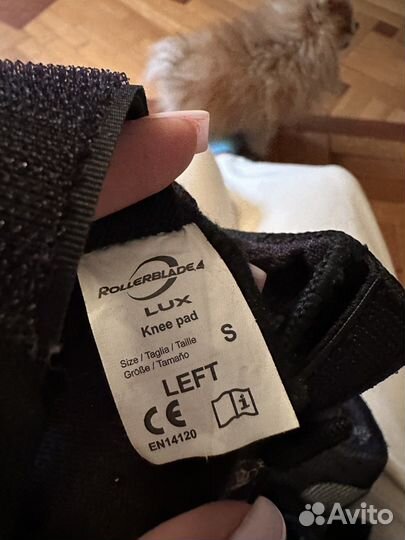 ROLLERBLADE
LUX
Knee pad
Size / Taglia / Taille
Größe / Tamaño
S
LEFT
CE
EN14120
i
Avito